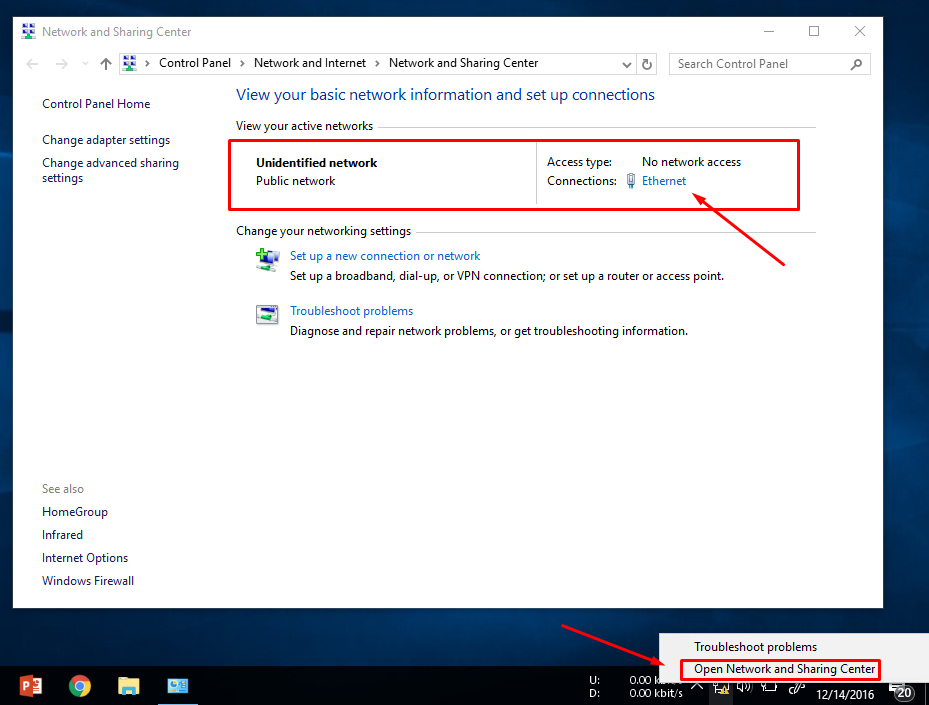 Network and Sharing Center
Control Panel > Network and Internet > Network and Sharing Center
Search Control Panel
Control Panel Home
Change adapter settings
Change advanced sharing
settings
View your basic network information and set up connections
View your active networks
Unidentified network
Public network
Access type: No network access
Connections: Ethernet
Change your networking settings
Set up a new connection or network
Set up a broadband, dial-up, or VPN connection; or set up a router or access point.
Troubleshoot problems
Diagnose and repair network problems, or get troubleshooting information.
See also
HomeGroup
Infrared
Internet Options
Windows Firewall
Troubleshoot problems
Open Network and Sharing Center
U: 0.00
D: 0.00 kbit/s
12/14/2016
20